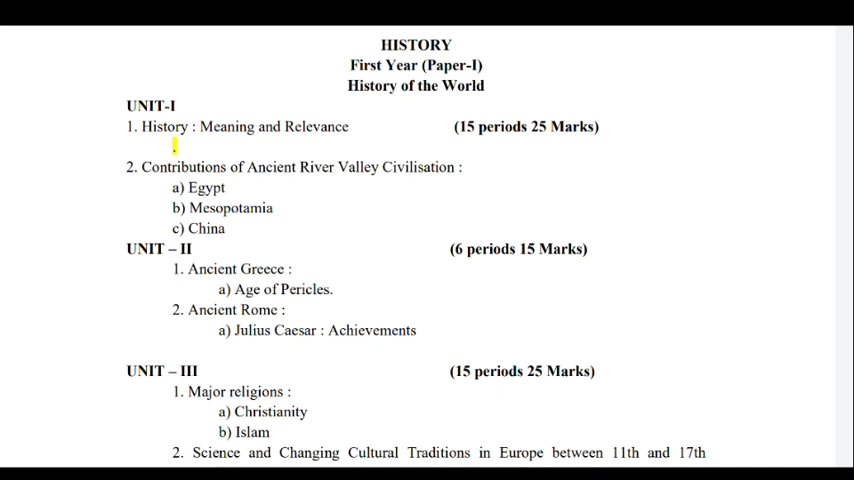 HISTORY
First Year (Paper-I)
History of the World
UNIT-I
1. History : Meaning and Relevance (15 periods 25 Marks)
.
2. Contributions of Ancient River Valley Civilisation :
a) Egypt
b) Mesopotamia
c) China
UNIT – II (6 periods 15 Marks)
1. Ancient Greece :
a) Age of Pericles.
2. Ancient Rome :
a) Julius Caesar : Achievements
UNIT – III (15 periods 25 Marks)
1. Major religions :
a) Christianity
b) Islam
2. Science and Changing Cultural Traditions in Europe between 11th and 17th